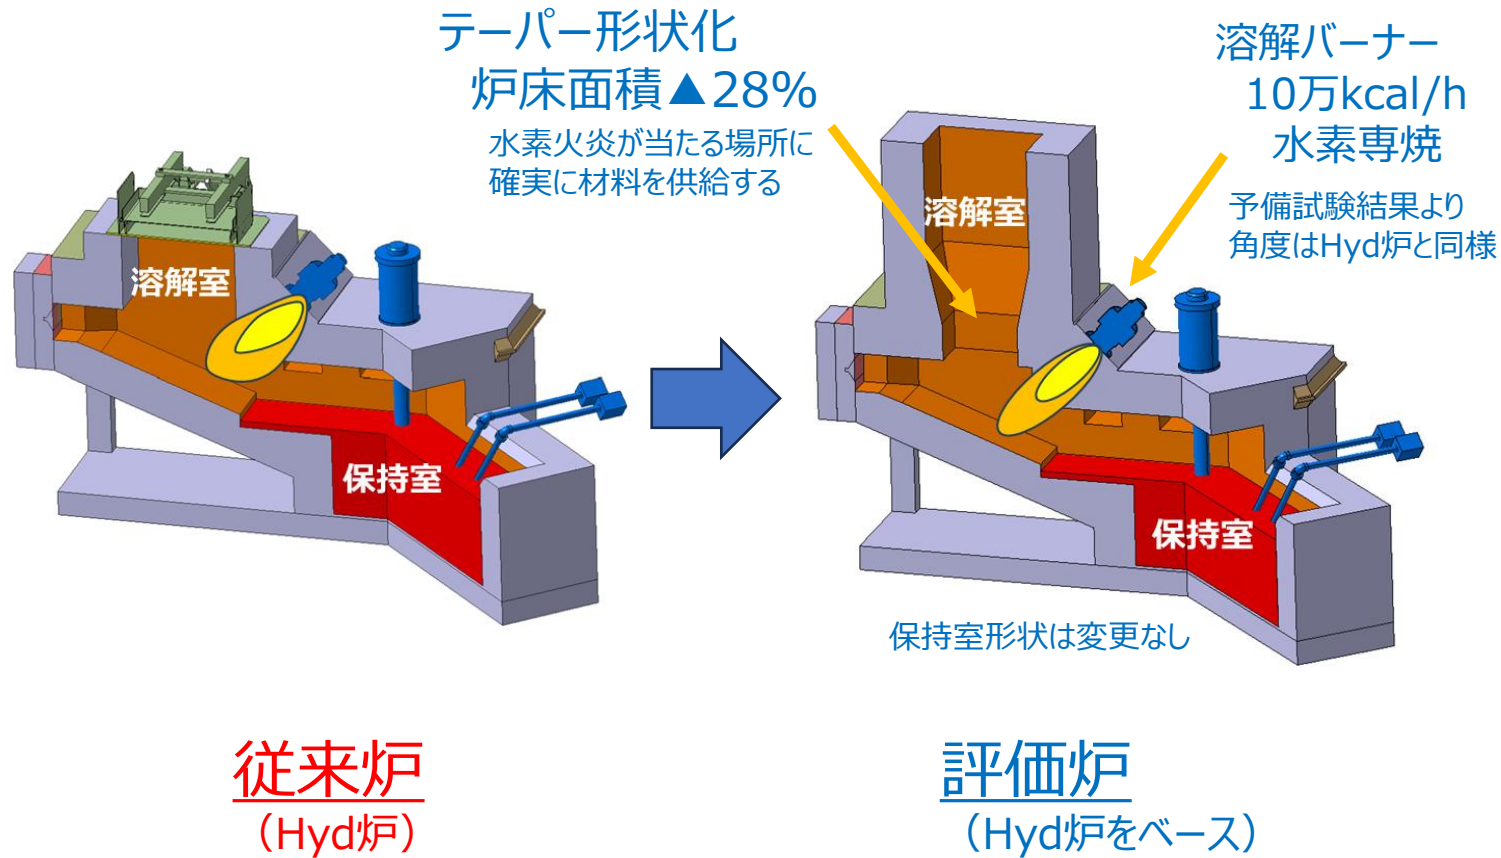 テーパー形状化
炉床面積▲28%
水素火炎が当たる場所に
確実に材料を供給する
溶解バーナー
10万kcal/h
水素専焼
予備試験結果より
角度はHyd炉と同様
溶解室
保持室
溶解室
保持室
保持室形状は変更なし
従来炉
（Hyd炉）
評価炉
（Hyd炉をベース）